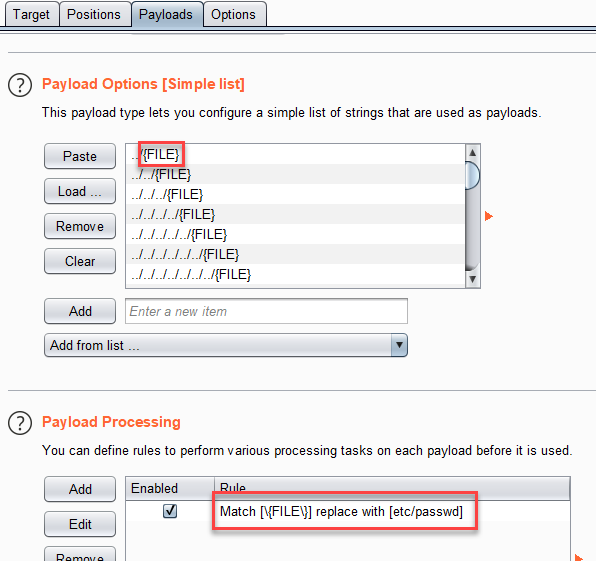 Target Positions Payloads Options
? Payload Options [Simple list]
This payload type lets you configure a simple list of strings that are used as payloads.
Paste
Load ...
Remove
Clear
../{FILE}
../../{FILE}
../../../{FILE}
../../../../{FILE}
../../../../../{FILE}
../../../../../../{FILE}
../../../../../../../{FILE}
Add Enter a new item
Add from list ...
? Payload Processing
You can define rules to perform various processing tasks on each payload before it is used.
Add
Edit
Remove
Enabled Rule
Match [\{FILE\}] replace with [etc/passwd]